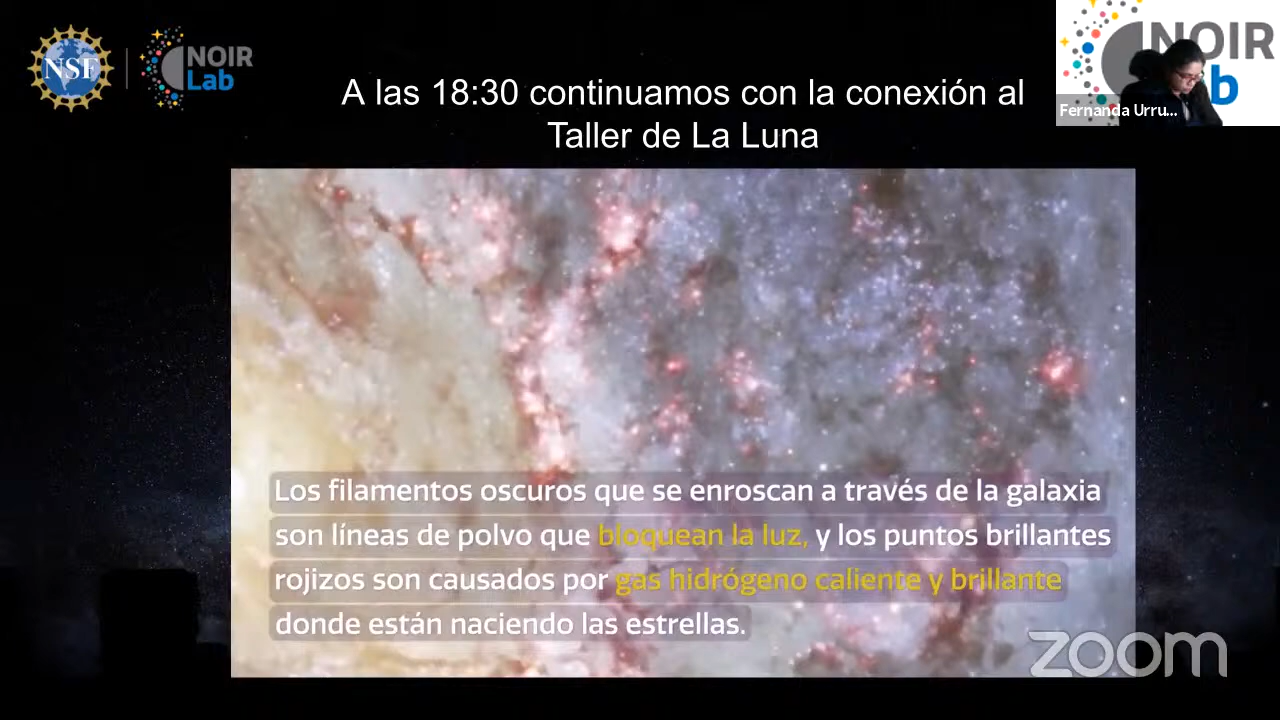 NSF
NOIR
Lab
A las 18:30 continuamos con la conexión al
Taller de La Luna
NOIR
b
Fernanda Urru...
Los filamentos oscuros que se enroscan a través de la galaxia
son líneas de polvo que bloquean la luz, y los puntos brillantes
rojizos son causados por gas hidrógeno caliente y brillante
donde están naciendo las estrellas.
zoom